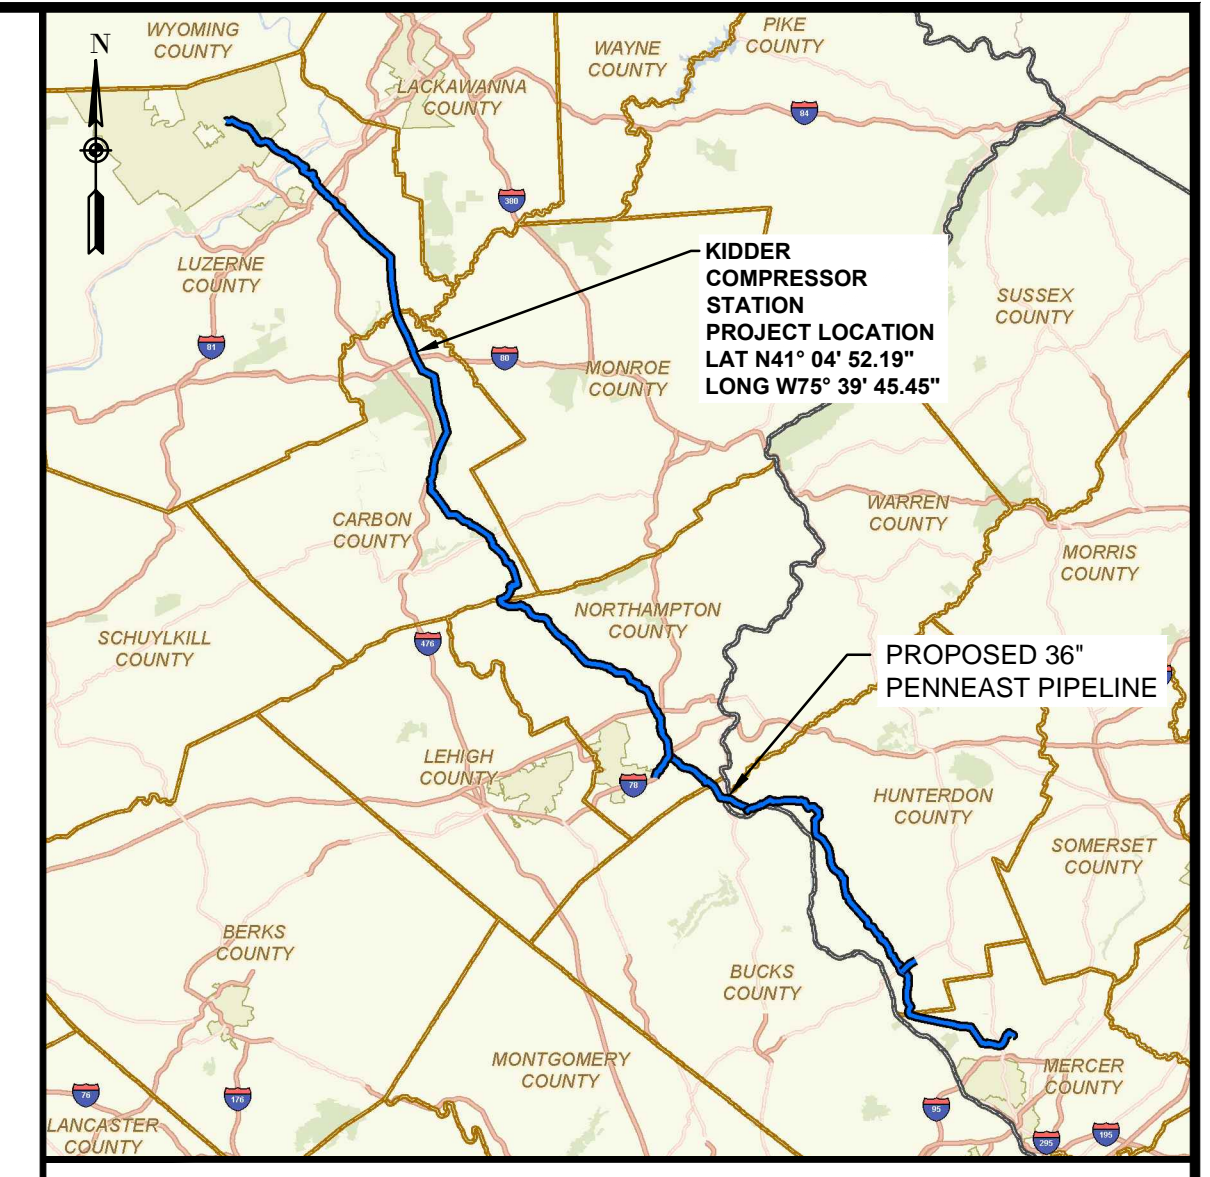 WYOMING
COUNTY
PIKE
COUNTY
N
WAYNE
COUNTY
LACKAWANNA
COUNTY
84
380
KIDDER
COMPRESSOR
STATION
PROJECT LOCATION
LAT N41° 04' 52.19"
LONG W75° 39' 45.45"
LUZERNE
COUNTY
SUSSEX
COUNTY
81
80
MONROE
COUNTY
WARREN
COUNTY
CARBON
COUNTY
MORRIS
COUNTY
NORTHAMPTON
COUNTY
SCHUYLKILL
COUNTY
476
PROPOSED 36"
PENNEAST PIPELINE
LEHIGH
COUNTY
78
HUNTERDON
COUNTY
SOMERSET
COUNTY
BERKS
COUNTY
BUCKS
COUNTY
MONTGOMERY
COUNTY
MERCER
COUNTY
76
176
95
LANCASTER
COUNTY
295
195